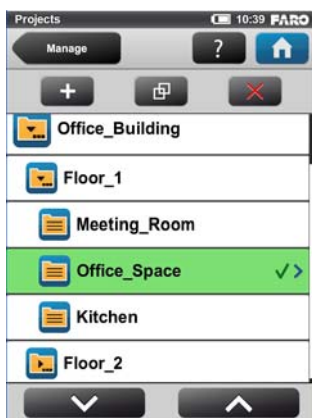 Projects 10:39 FARO
Manage ?
Office_Building
Floor_1
Meeting_Room
Office_Space
Kitchen
Floor_2